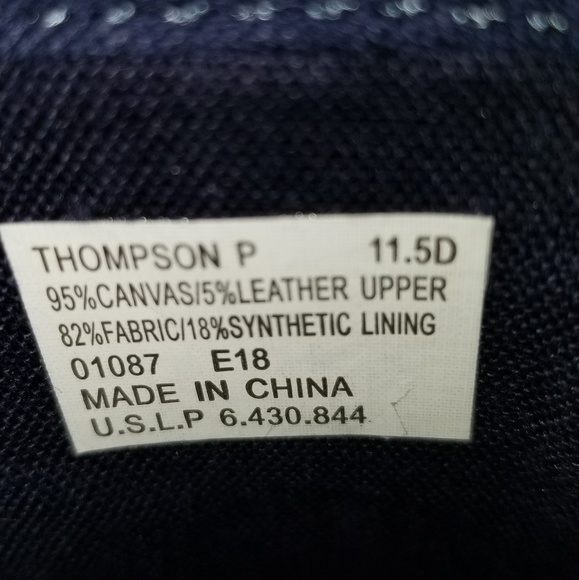 THOMPSON P 11.5D
95%CANVAS/5%LEATHER UPPER
82%FABRIC/18%SYNTHETIC LINING
01087 E18
MADE IN CHINA
U.S.L.P 6.430.844